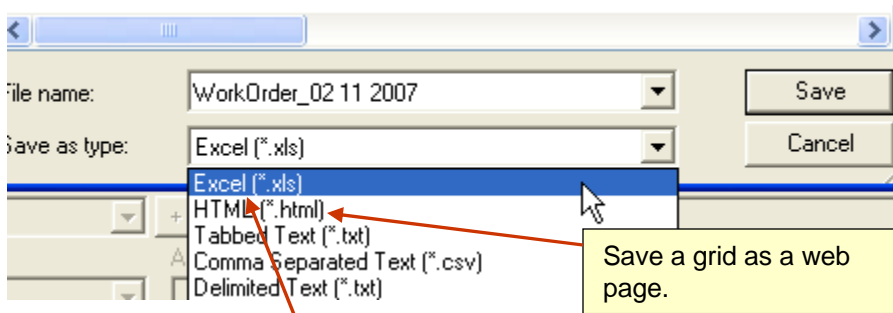 File name:
WorkOrder_02 11 2007
Save
Save as type:
Excel (*.xls)
Cancel
Excel (*.xls)
HTML (*.html)
Tabbed Text (*.txt)
Comma Separated Text (*.csv)
Delimited Text (*.txt)
Save a grid as a web
page.